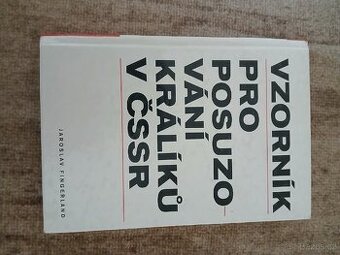 VZORNÍK
PRO
POSUZO
VÁNÍ
KRÁLÍKŮ
V ČSSR
JAROSLAV FINGERLAND